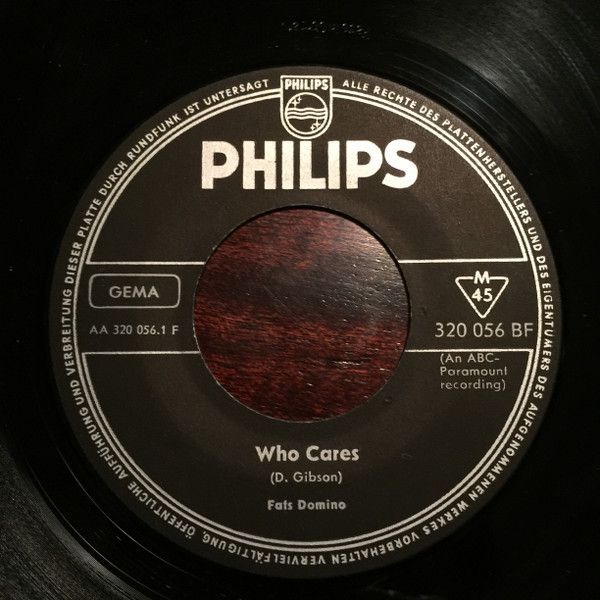 ALLE RECHTE DES PLATTENHERSTELLERS UND DES EIGENTÜMERS DES AUFGENOMMENEN WERKES VORBEHALTEN VERVIELFÄLTIGUNG, ÖFFENTLICHE AUFFÜHRUNG UND VERBREITUNG DIESER PLATTE DURCH RUNDFUNK IST UNTERSAGT
PHILIPS
PHILIPS
GEMA
M
45
AA 320 056.1 F
320 056 BF
(An ABC-
Paramount
recording)
Who Cares
(D. Gibson)
Fats Domino